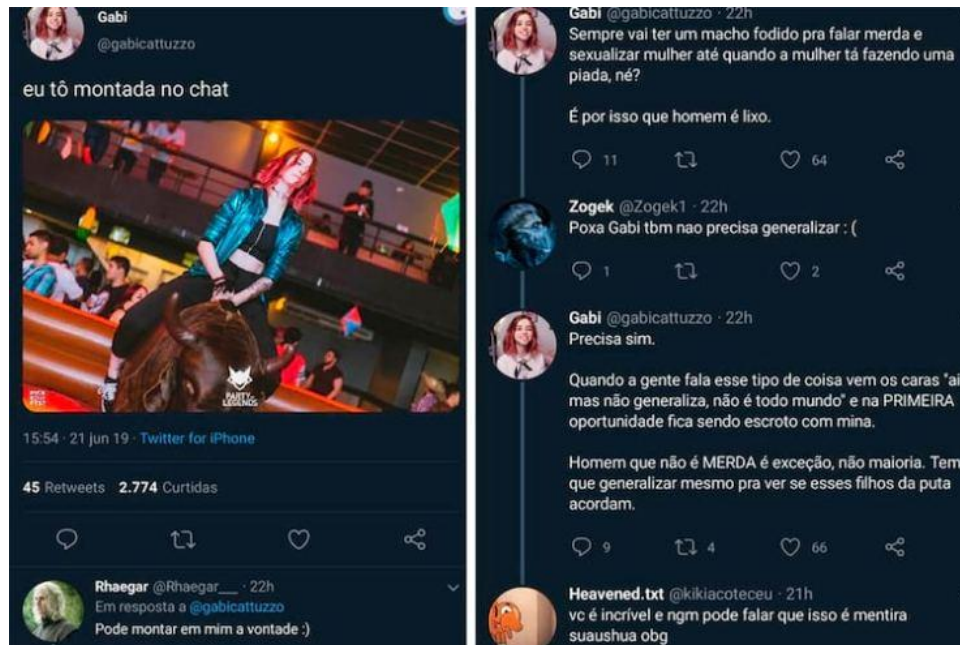 Gabi
@gabicattuzzo
eu tô montada no chat
PARTY
LEGENDS
15:54 · 21 jun 19 · Twitter for iPhone
45 Retweets 2.774 Curtidas
Rhaegar @Rhaegar___ · 22h
Em resposta a @gabicattuzzo
Pode montar em mim a vontade :)
Gabi @gabicattuzzo · 22h
Sempre vai ter um macho fodido pra falar merda e
sexualizar mulher até quando a mulher tá fazendo uma
piada, né?
É por isso que homem é lixo.
11 64
Zogek @Zogek1 · 22h
Poxa Gabi tbm nao precisa generalizar : (
1 2
Gabi @gabicattuzzo · 22h
Precisa sim.
Quando a gente fala esse tipo de coisa vem os caras "ai
mas não generaliza, não é todo mundo" e na PRIMEIRA
oportunidade fica sendo escroto com mina.
Homem que não é MERDA é exceção, não maioria. Tem
que generalizar mesmo pra ver se esses filhos da puta
acordam.
9 4 66
Heavened.txt @kikiacoteceu · 21h
vc é incrível e ngm pode falar que isso é mentira
suaushua obg